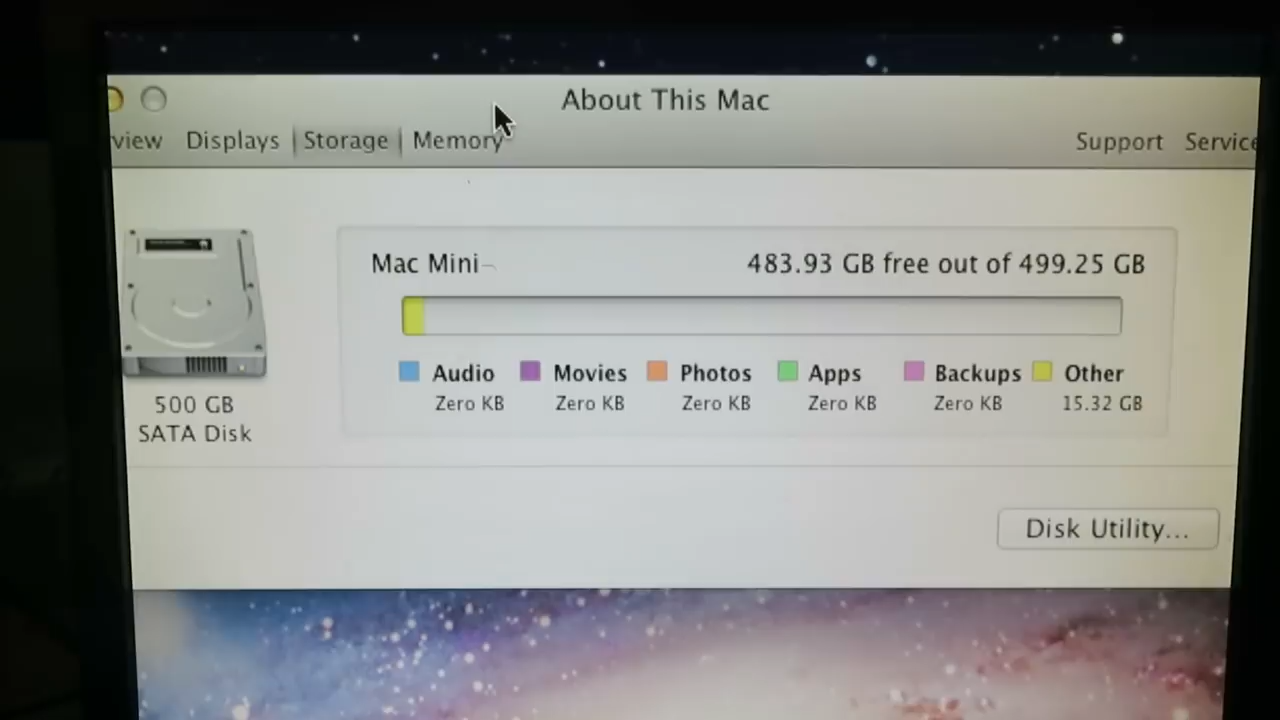 About This Mac
view Displays Storage Memory Support Service
Mac Mini 483.93 GB free out of 499.25 GB
Audio Movies Photos Apps Backups Other
Zero KB Zero KB Zero KB Zero KB Zero KB 15.32 GB
500 GB
SATA Disk
Disk Utility...